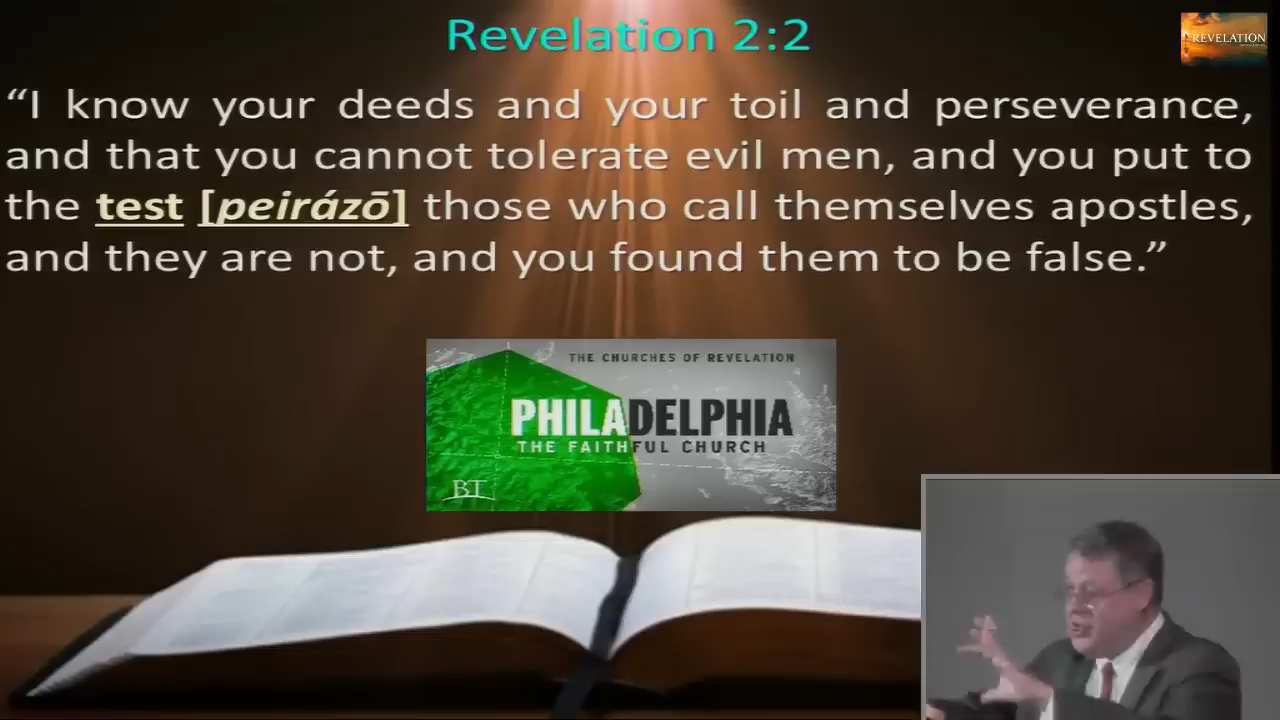 Revelation 2:2
REVELATION
“I know your deeds and your toil and perseverance,
and that you cannot tolerate evil men, and you put to
the test [peirázō] those who call themselves apostles,
and they are not, and you found them to be false.”
THE CHURCHES OF REVELATION
PHILADELPHIA
THE FAITHFUL CHURCH
BT